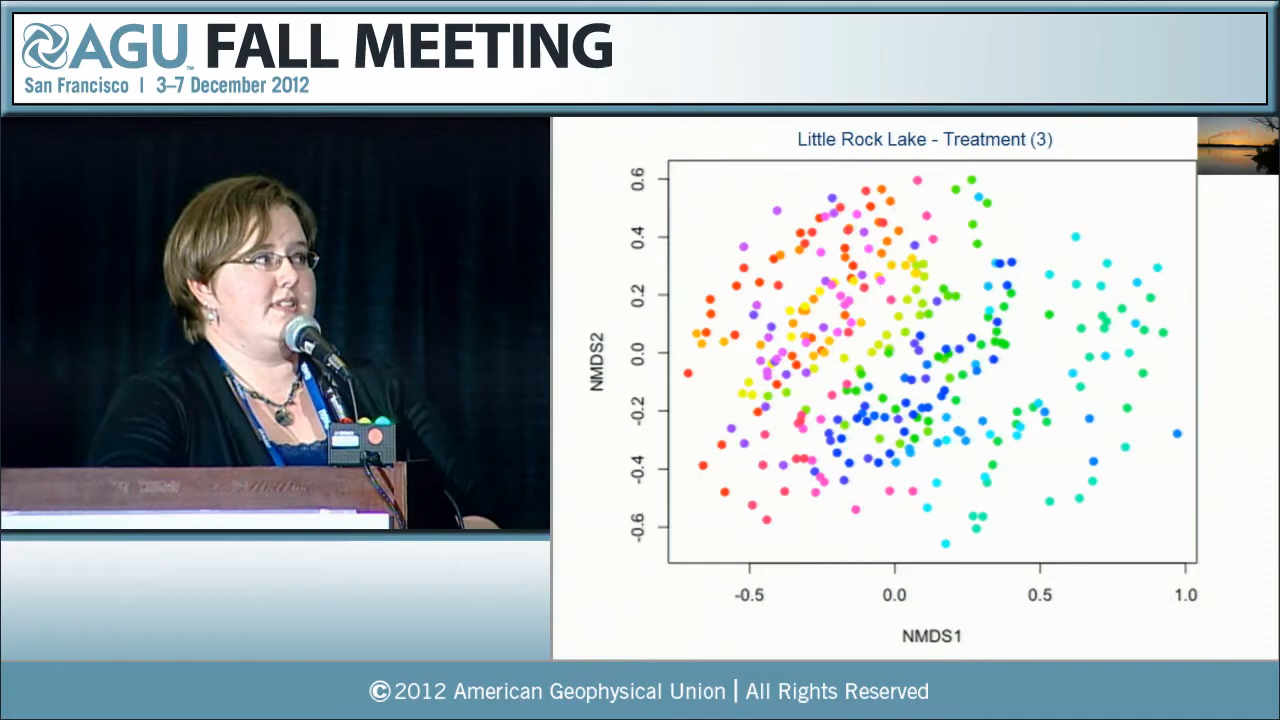 AGU™ FALL MEETING
San Francisco | 3–7 December 2012
Little Rock Lake - Treatment (3)
0.6
0.4
0.2
0.0
-0.2
-0.4
-0.6
NMDS2
-0.5 0.0 0.5 1.0
NMDS1
©2012 American Geophysical Union | All Rights Reserved